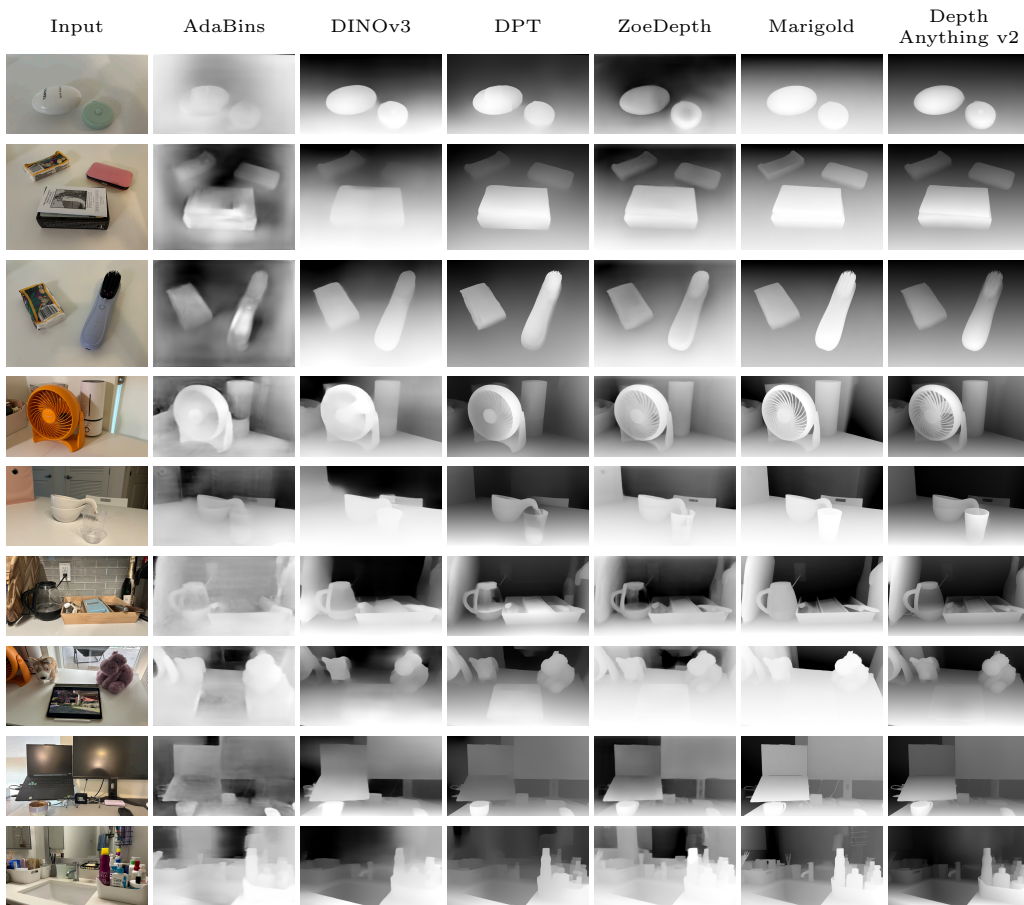 Input
AdaBins
DINOv3
DPT
ZoeDepth
Marigold
Depth
Anything v2